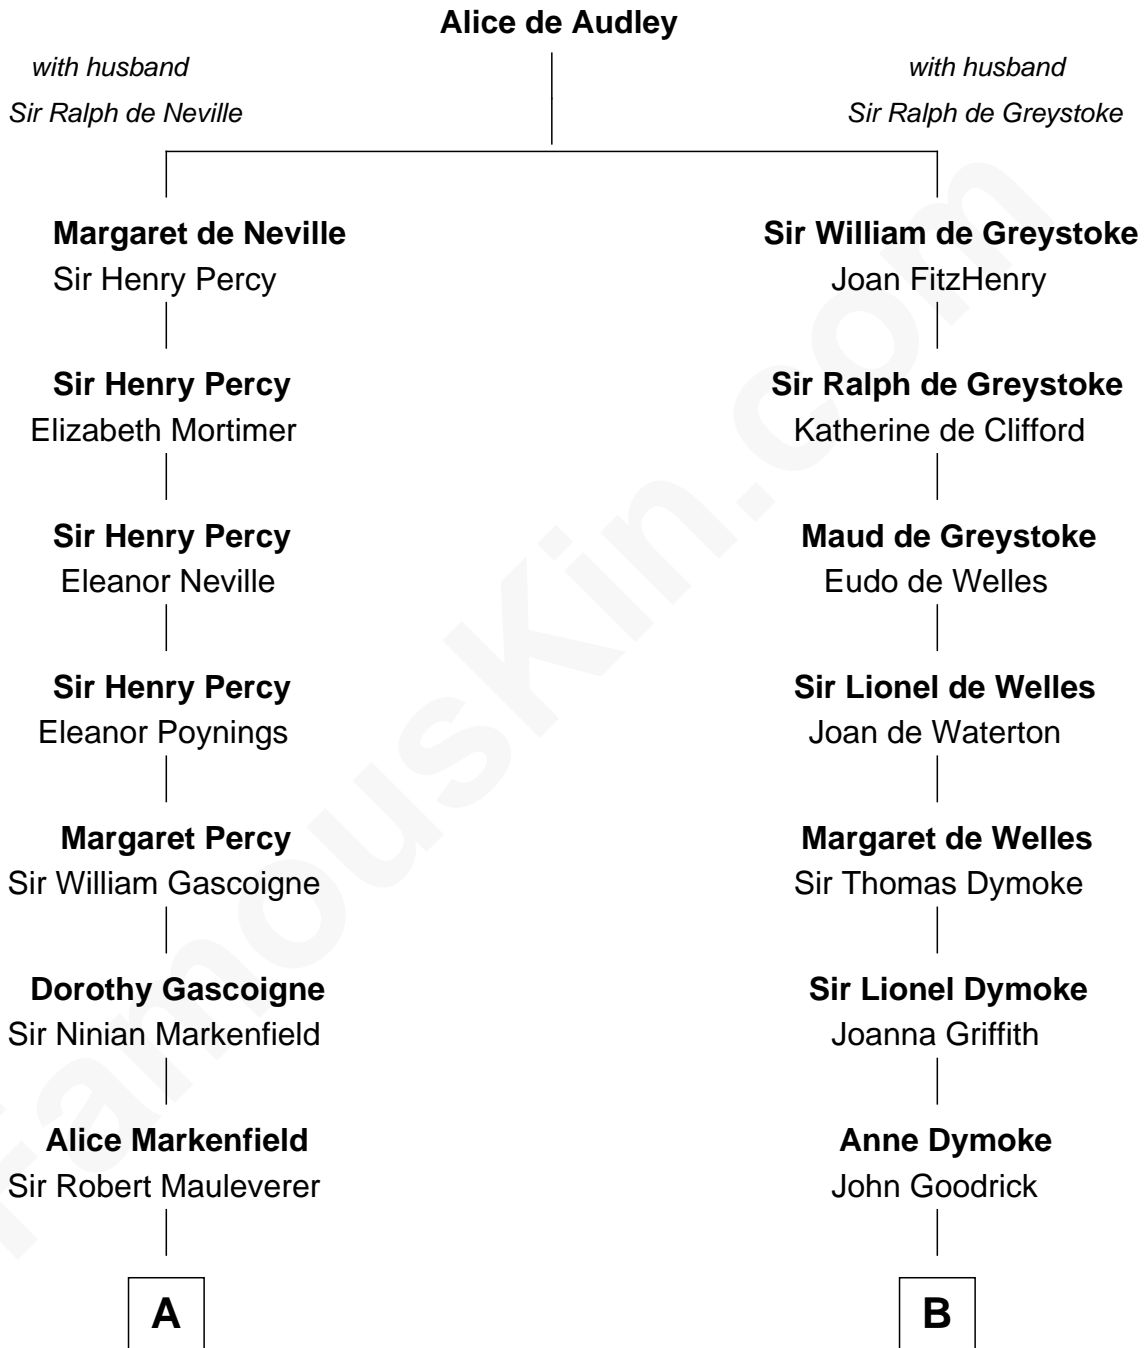 Alice de Audley
with husband
Sir Ralph de Neville
with husband
Sir Ralph de Greystoke
Margaret de Neville
Sir Henry Percy
Sir William de Greystoke
Joan FitzHenry
Sir Henry Percy
Elizabeth Mortimer
Sir Ralph de Greystoke
Katherine de Clifford
Sir Henry Percy
Eleanor Neville
Maud de Greystoke
Eudo de Welles
Sir Henry Percy
Eleanor Poynings
Sir Lionel de Welles
Joan de Waterton
Margaret Percy
Sir William Gascoigne
Margaret de Welles
Sir Thomas Dymoke
Dorothy Gascoigne
Sir Ninian Markenfield
Sir Lionel Dymoke
Joanna Griffith
Alice Markenfield
Sir Robert Mauleverer
Anne Dymoke
John Goodrick
A
B
FamousKin.com